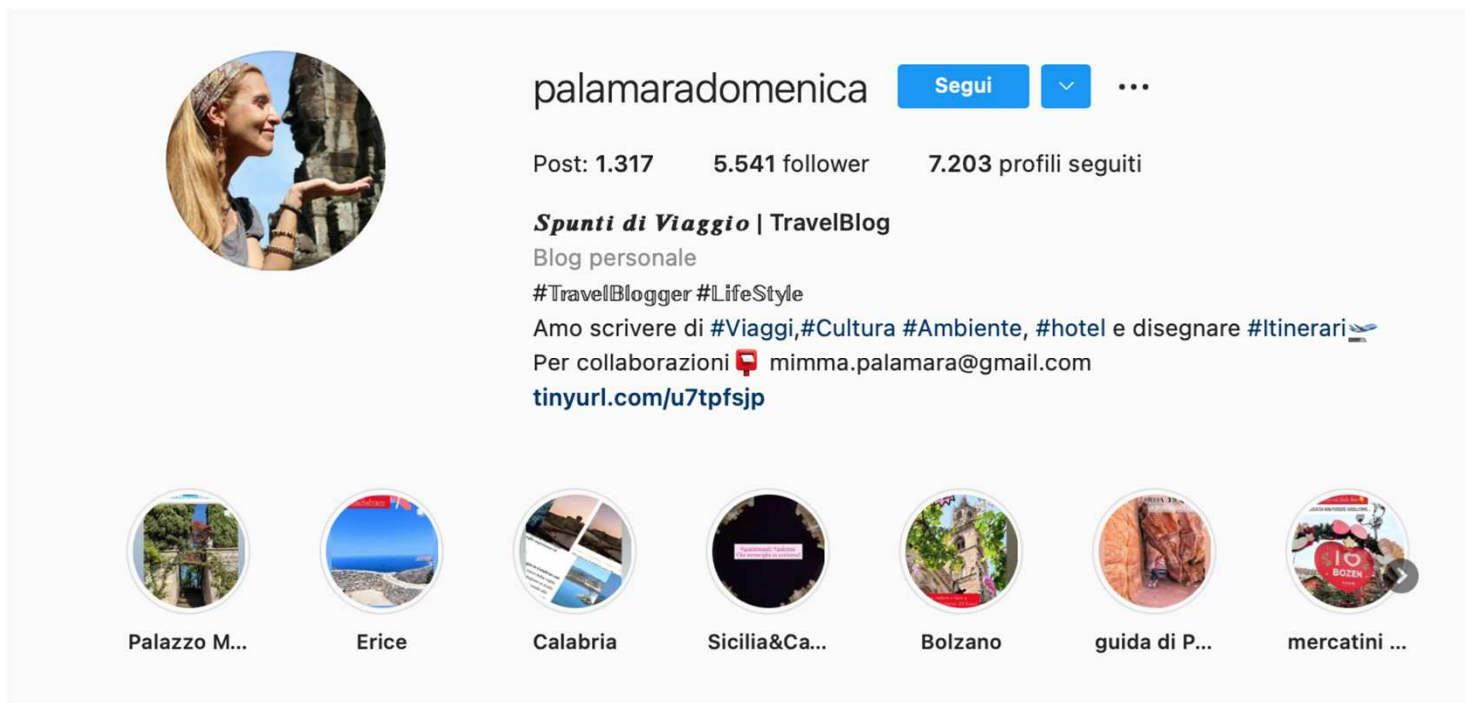 palamaradomenica Segui
Post: 1.317 5.541 follower 7.203 profili seguiti
𝑺𝒑𝒖𝒏𝒕𝒊 𝒅𝒊 𝑽𝒊𝒂𝒈𝒈𝒊𝒐 | TravelBlog
Blog personale
#𝕋𝕣𝕒𝕧𝕖𝕝𝔹𝕝𝕠𝕘𝕘𝕖𝕣 #𝕃𝕚𝕗𝕖𝕊𝕥𝕪𝕝𝕖
Amo scrivere di #Viaggi,#Cultura #Ambiente, #hotel e disegnare #Itinerari🛫
Per collaborazioni 📮 mimma.palamara@gmail.com
tinyurl.com/u7tpfsjp
I BOZEN
Palazzo M... Erice Calabria Sicilia&Ca... Bolzano guida di P... mercatini ...